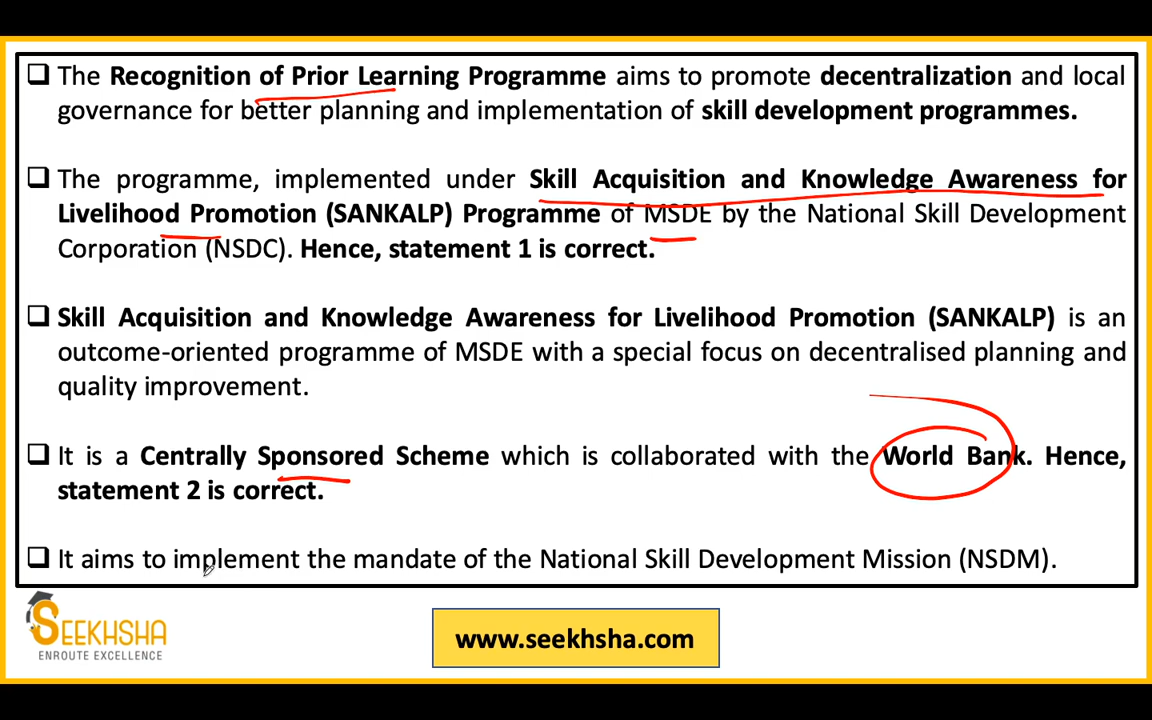 The Recognition of Prior Learning Programme aims to promote decentralization and local
governance for better planning and implementation of skill development programmes.
The programme, implemented under Skill Acquisition and Knowledge Awareness for
Livelihood Promotion (SANKALP) Programme of MSDE by the National Skill Development
Corporation (NSDC). Hence, statement 1 is correct.
Skill Acquisition and Knowledge Awareness for Livelihood Promotion (SANKALP) is an
outcome-oriented programme of MSDE with a special focus on decentralised planning and
quality improvement.
It is a Centrally Sponsored Scheme which is collaborated with the World Bank. Hence,
statement 2 is correct.
It aims to implement the mandate of the National Skill Development Mission (NSDM).
SEEKHSHA
ENROUTE EXCELLENCE
www.seekhsha.com